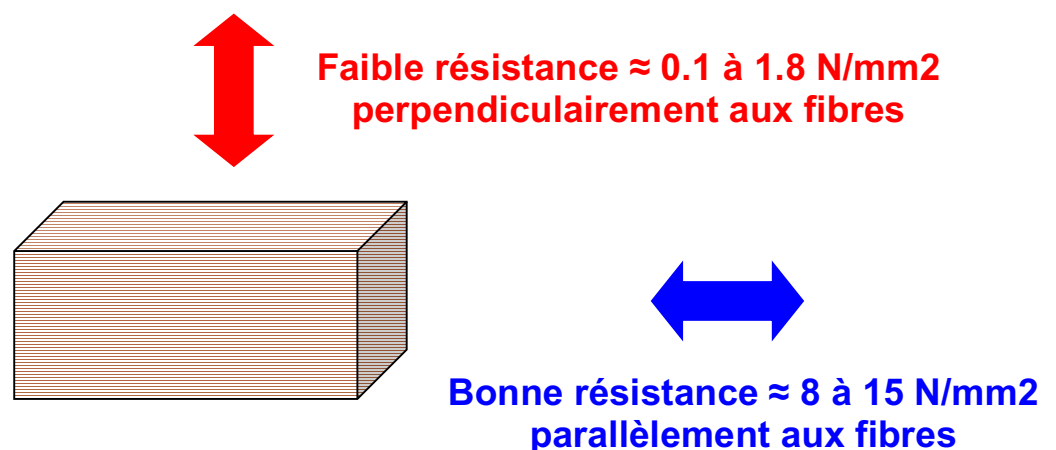 Faible résistance ≈ 0.1 à 1.8 N/mm2
perpendiculairement aux fibres
Bonne résistance ≈ 8 à 15 N/mm2
parallèlement aux fibres